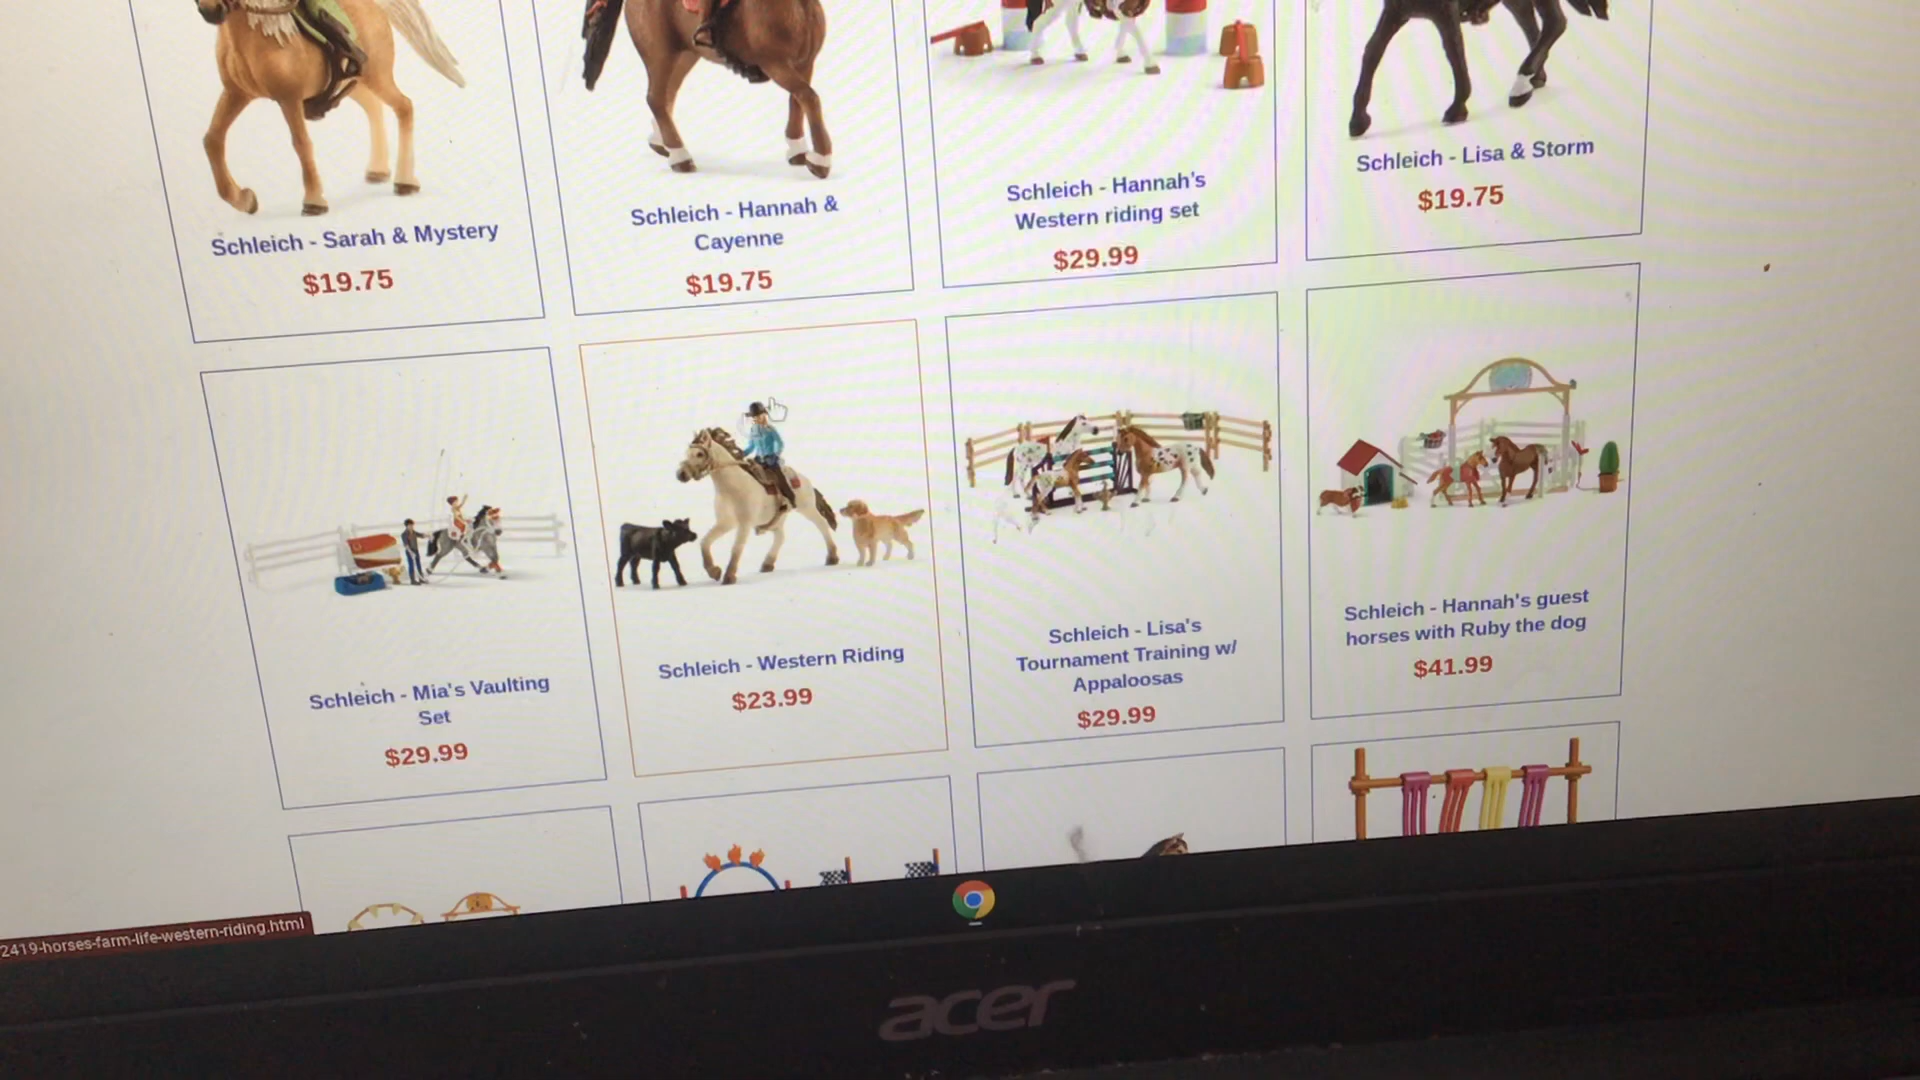 Schleich - Sarah & Mystery
$19.75
Schleich - Hannah &
Cayenne
$19.75
Schleich - Hannah's
Western riding set
$29.99
Schleich - Lisa & Storm
$19.75
Schleich - Mia's Vaulting
Set
$29.99
Schleich - Western Riding
$23.99
Schleich - Lisa's
Tournament Training w/
Appaloosas
$29.99
Schleich - Hannah's guest
horses with Ruby the dog
$41.99
2419-horses-farm-life-western-riding.html
acer